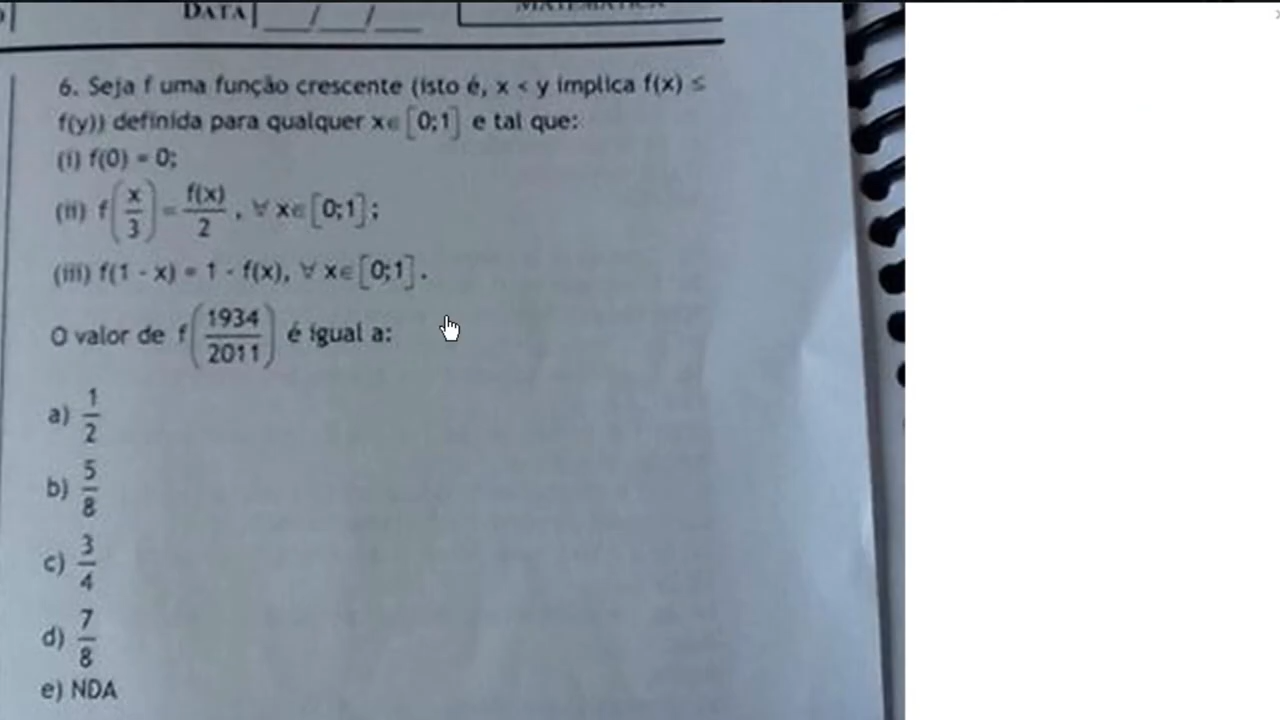 DATA ___/___/___
MATEMÁTICA
6. Seja f uma função crescente (isto é, x < y implica f(x) ≤
f(y)) definida para qualquer x∈[0;1] e tal que:
(i) f(0) = 0;
(ii) f(x/3) = f(x)/2, ∀ x∈[0;1];
(iii) f(1 - x) = 1 - f(x), ∀ x∈[0;1].
O valor de f(1934/2011) é igual a:
a) 1/2
b) 5/8
c) 3/4
d) 7/8
e) NDA